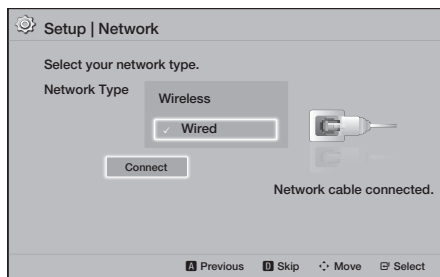 Setup | Network
Select your network type.
Network Type
Wireless
✓ Wired
Connect
Network cable connected.
A Previous D Skip Move Select